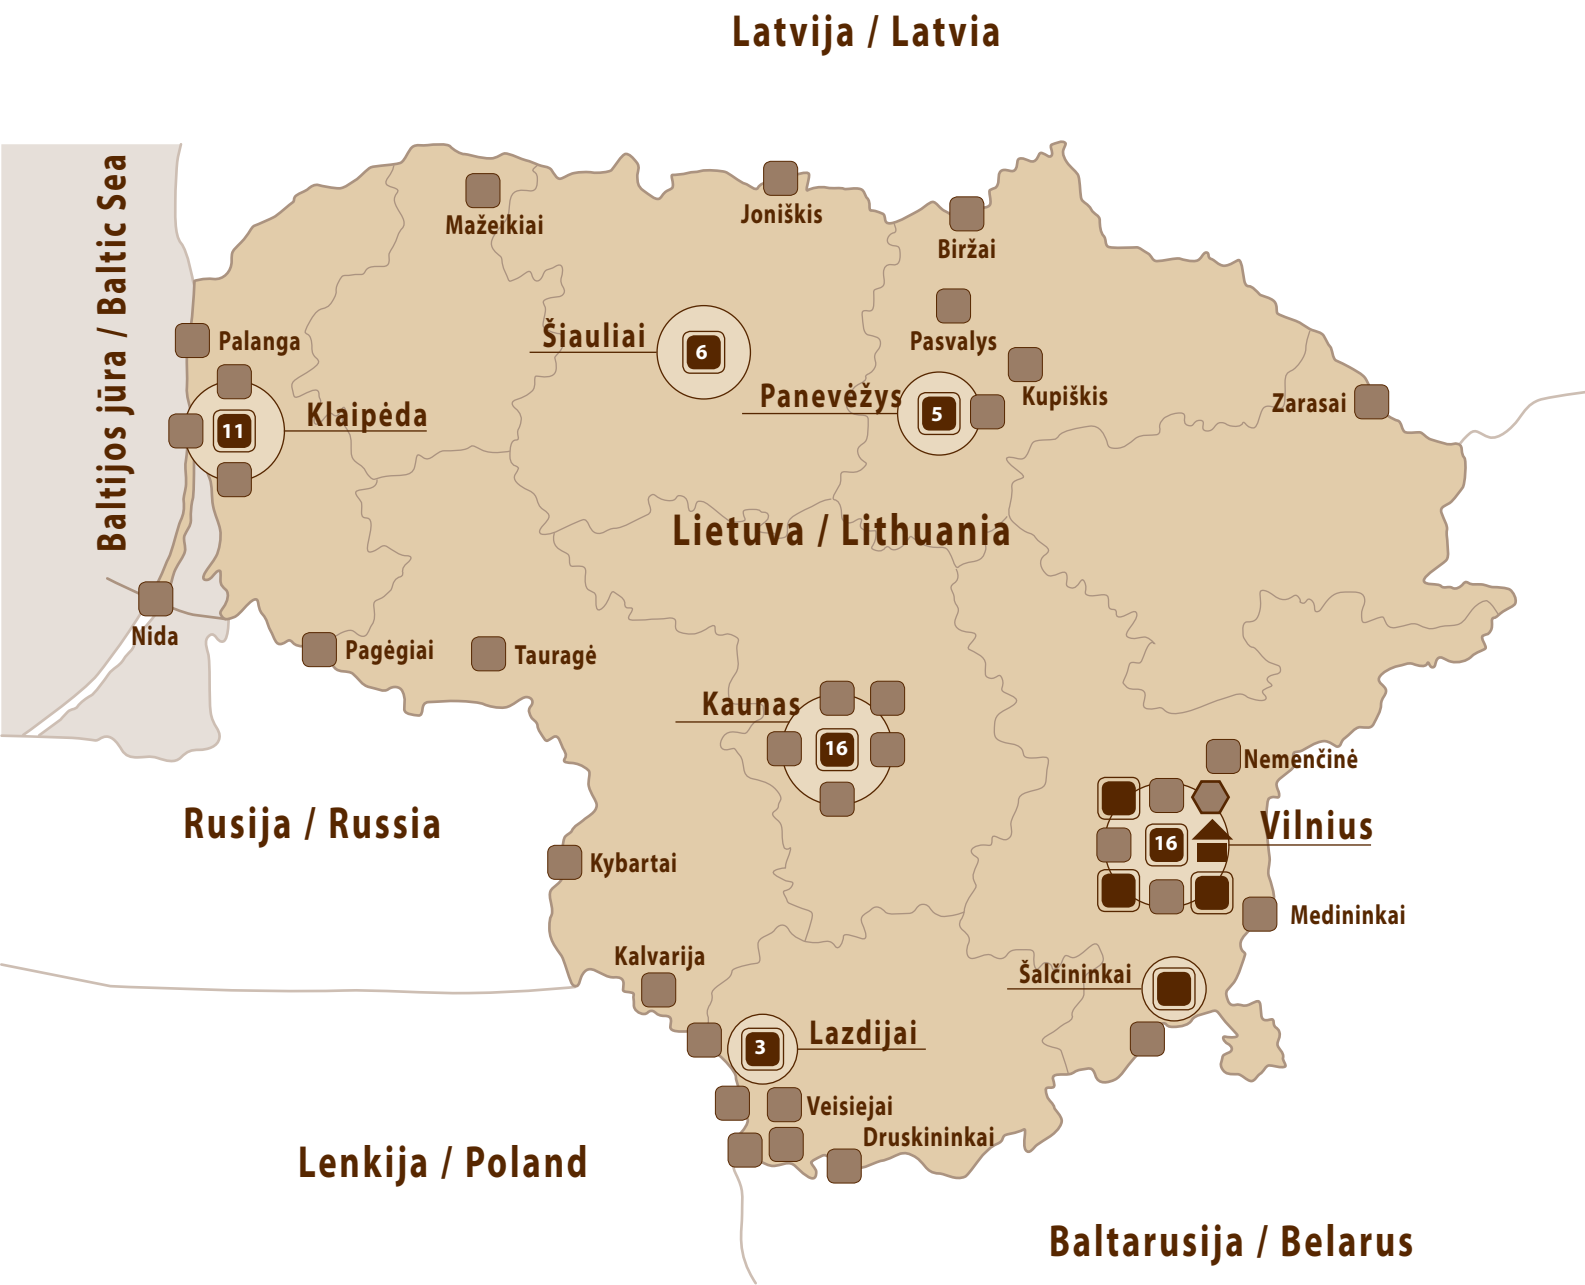 Latvija / Latvia
Baltijos jūra / Baltic Sea
Mažeikiai
Joniškis
Biržai
Palanga
Šiauliai
6
Pasvalys
Kupiškis
Panevėžys
5
Zarasai
Klaipėda
11
Lietuva / Lithuania
Nida
Pagėgiai
Tauragė
Kaunas
16
Nemenčinė
Rusija / Russia
Vilnius
16
Kybartai
Medininkai
Kalvarija
Šalčininkai
Lazdijai
3
Veisiejai
Druskininkai
Lenkija / Poland
Baltarusija / Belarus